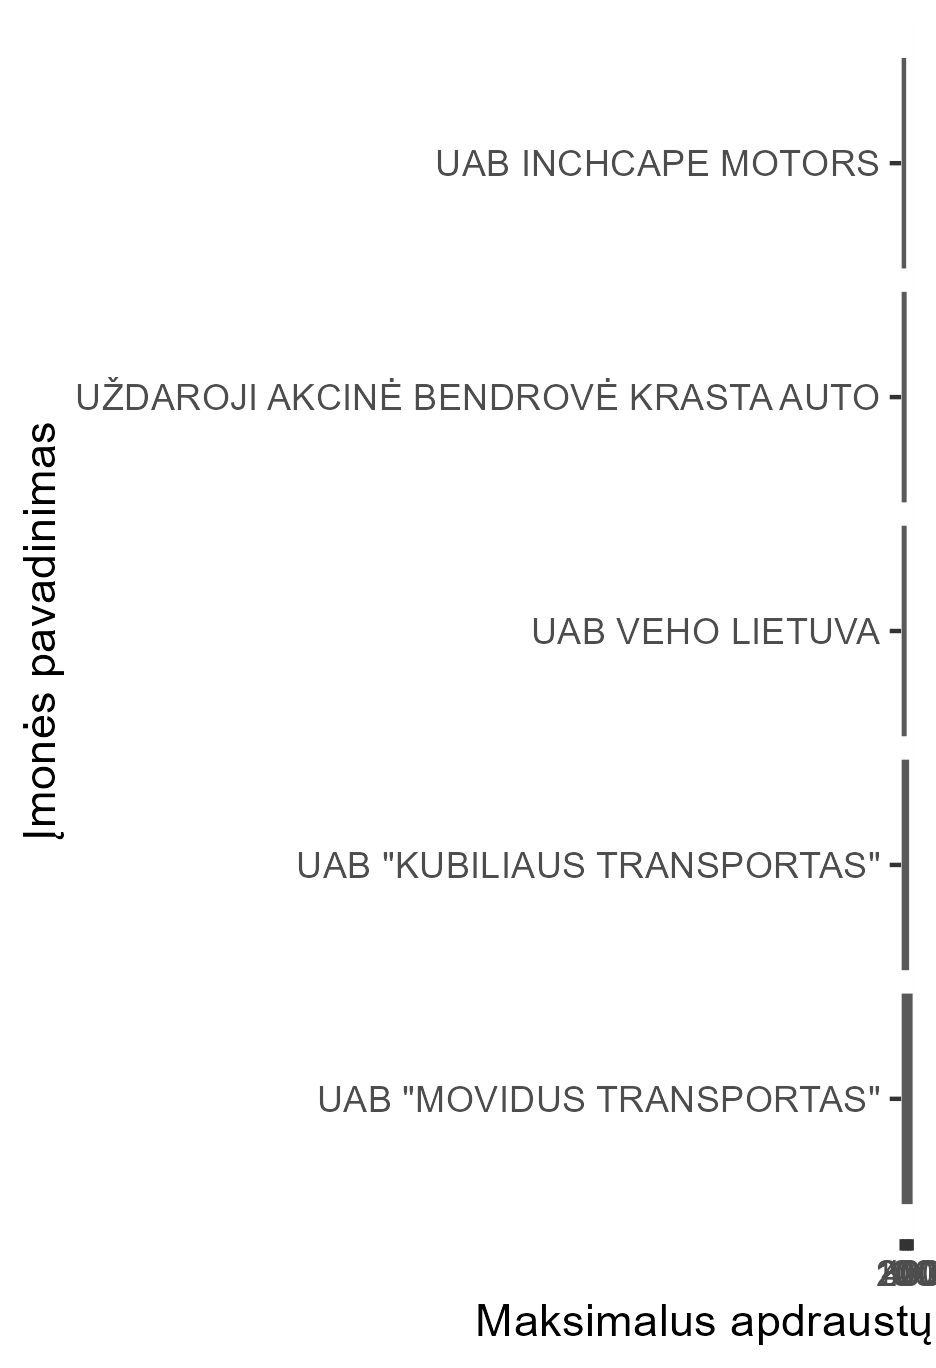 UAB INCHCAPE MOTORS
UŽDAROJI AKCINĖ BENDROVĖ KRASTA AUTO
UAB VEHO LIETUVA
UAB "KUBILIAUS TRANSPORTAS"
UAB "MOVIDUS TRANSPORTAS"
Įmonės pavadinimas
Maksimalus apdraustų